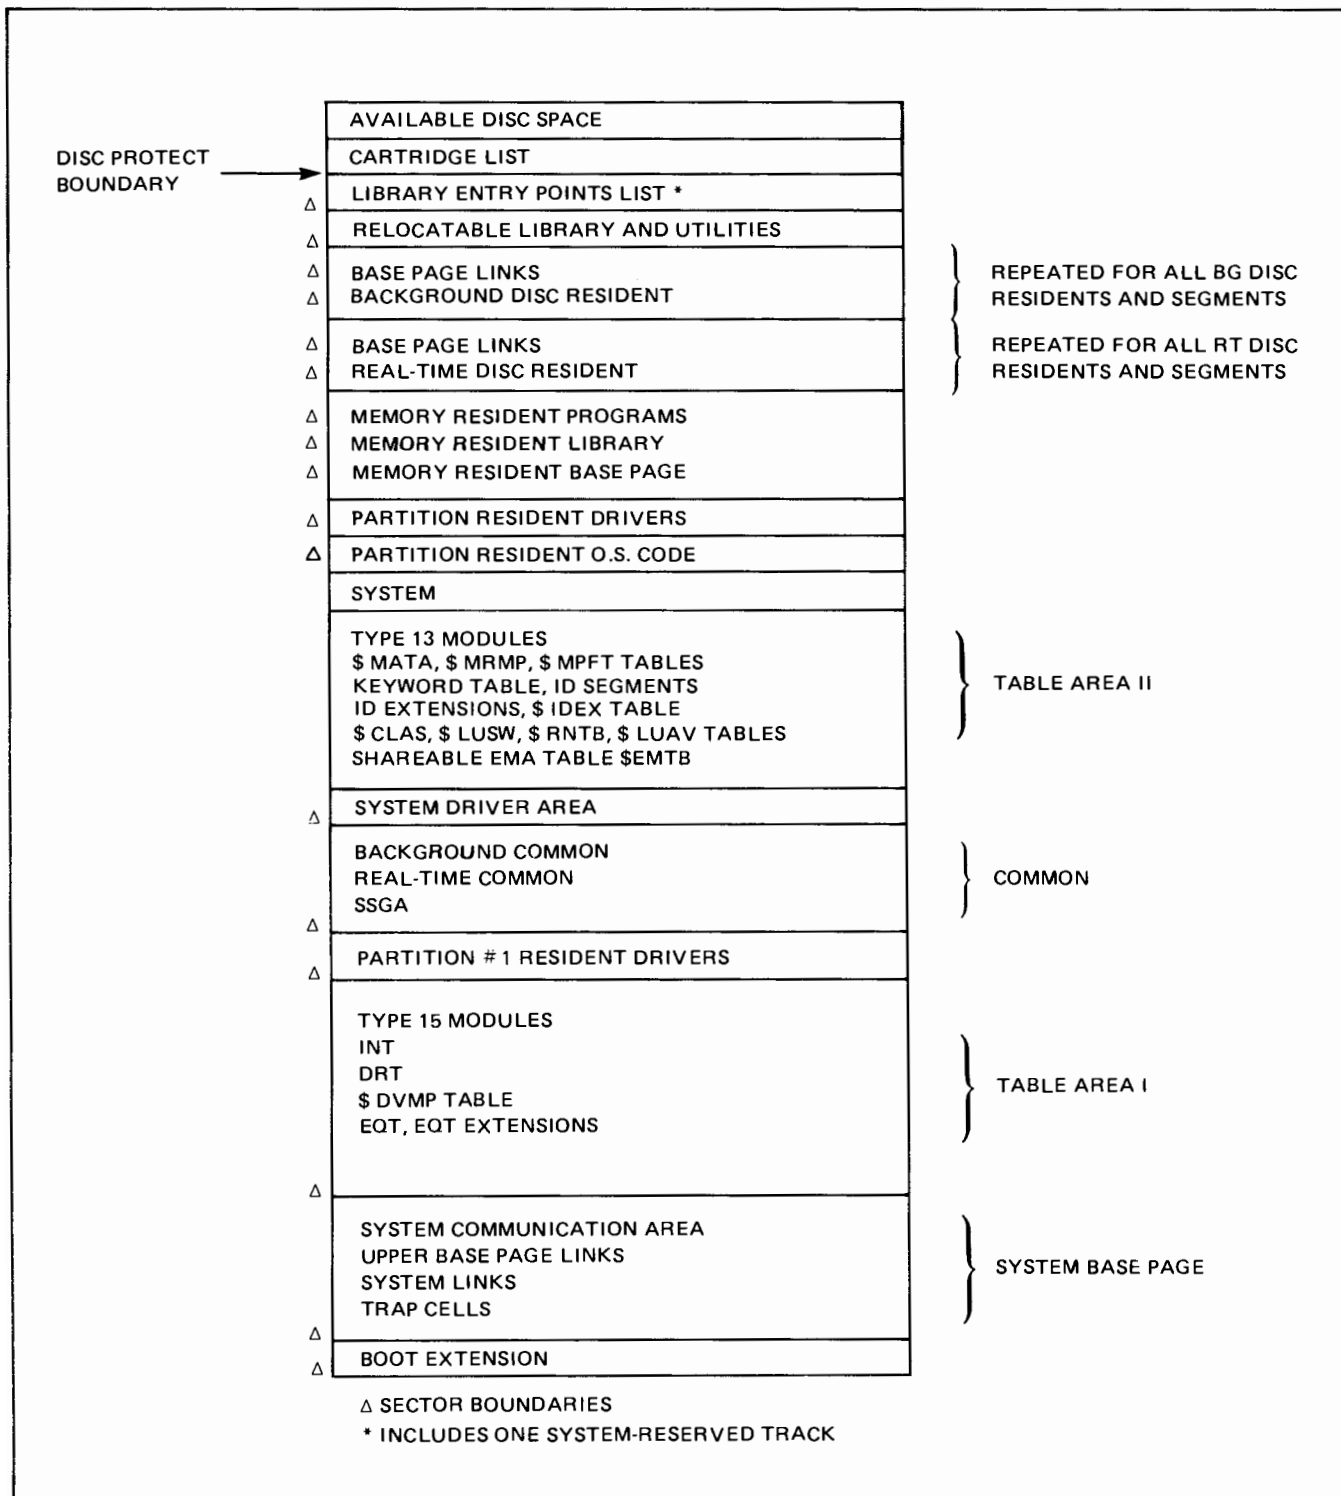 AVAILABLE DISC SPACE
DISC PROTECT
BOUNDARY
CARTRIDGE LIST
LIBRARY ENTRY POINTS LIST *
Δ
RELOCATABLE LIBRARY AND UTILITIES
Δ
Δ BASE PAGE LINKS
Δ BACKGROUND DISC RESIDENT
REPEATED FOR ALL BG DISC
RESIDENTS AND SEGMENTS
Δ BASE PAGE LINKS
Δ REAL-TIME DISC RESIDENT
REPEATED FOR ALL RT DISC
RESIDENTS AND SEGMENTS
Δ MEMORY RESIDENT PROGRAMS
Δ MEMORY RESIDENT LIBRARY
Δ MEMORY RESIDENT BASE PAGE
Δ PARTITION RESIDENT DRIVERS
Δ PARTITION RESIDENT O.S. CODE
SYSTEM
TYPE 13 MODULES
$ MATA, $ MRMP, $ MPFT TABLES
KEYWORD TABLE, ID SEGMENTS
ID EXTENSIONS, $ IDEX TABLE
$ CLAS, $ LUSW, $ RNTB, $ LUAV TABLES
SHAREABLE EMA TABLE $EMTB
TABLE AREA II
Δ SYSTEM DRIVER AREA
BACKGROUND COMMON
REAL-TIME COMMON
SSGA
COMMON
Δ
PARTITION #1 RESIDENT DRIVERS
Δ
TYPE 15 MODULES
INT
DRT
$ DVMP TABLE
EQT, EQT EXTENSIONS
TABLE AREA I
Δ
SYSTEM COMMUNICATION AREA
UPPER BASE PAGE LINKS
SYSTEM LINKS
TRAP CELLS
SYSTEM BASE PAGE
Δ
Δ BOOT EXTENSION
Δ SECTOR BOUNDARIES
* INCLUDES ONE SYSTEM-RESERVED TRACK